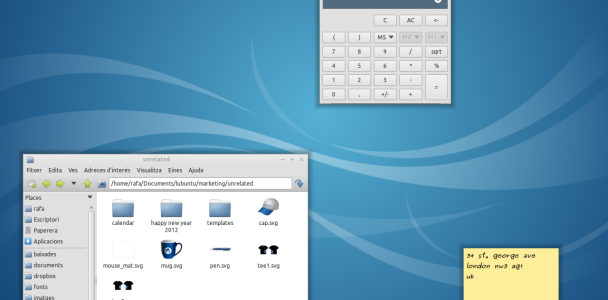 C AC <-
( ) MS MR M+
7 8 9 / sqrt
4 5 6 * %
1 2 3 - =
0 , +/- +
unrelated
Fitxer Edita Ves Adreces d'interès Visualitza Eines Ajuda
/home/rafa/Documents/lubuntu/marketing/unrelated
Places
rafa
Escriptori
Paperera
Aplicacions
baixades
documents
dropbox
fonts
imatges
calendar
happy new year
2012
templates
cap.svg
mouse_mat.svg
mug.svg
pen.svg
tee1.svg
st. george ave
london nw3 ag1
uk